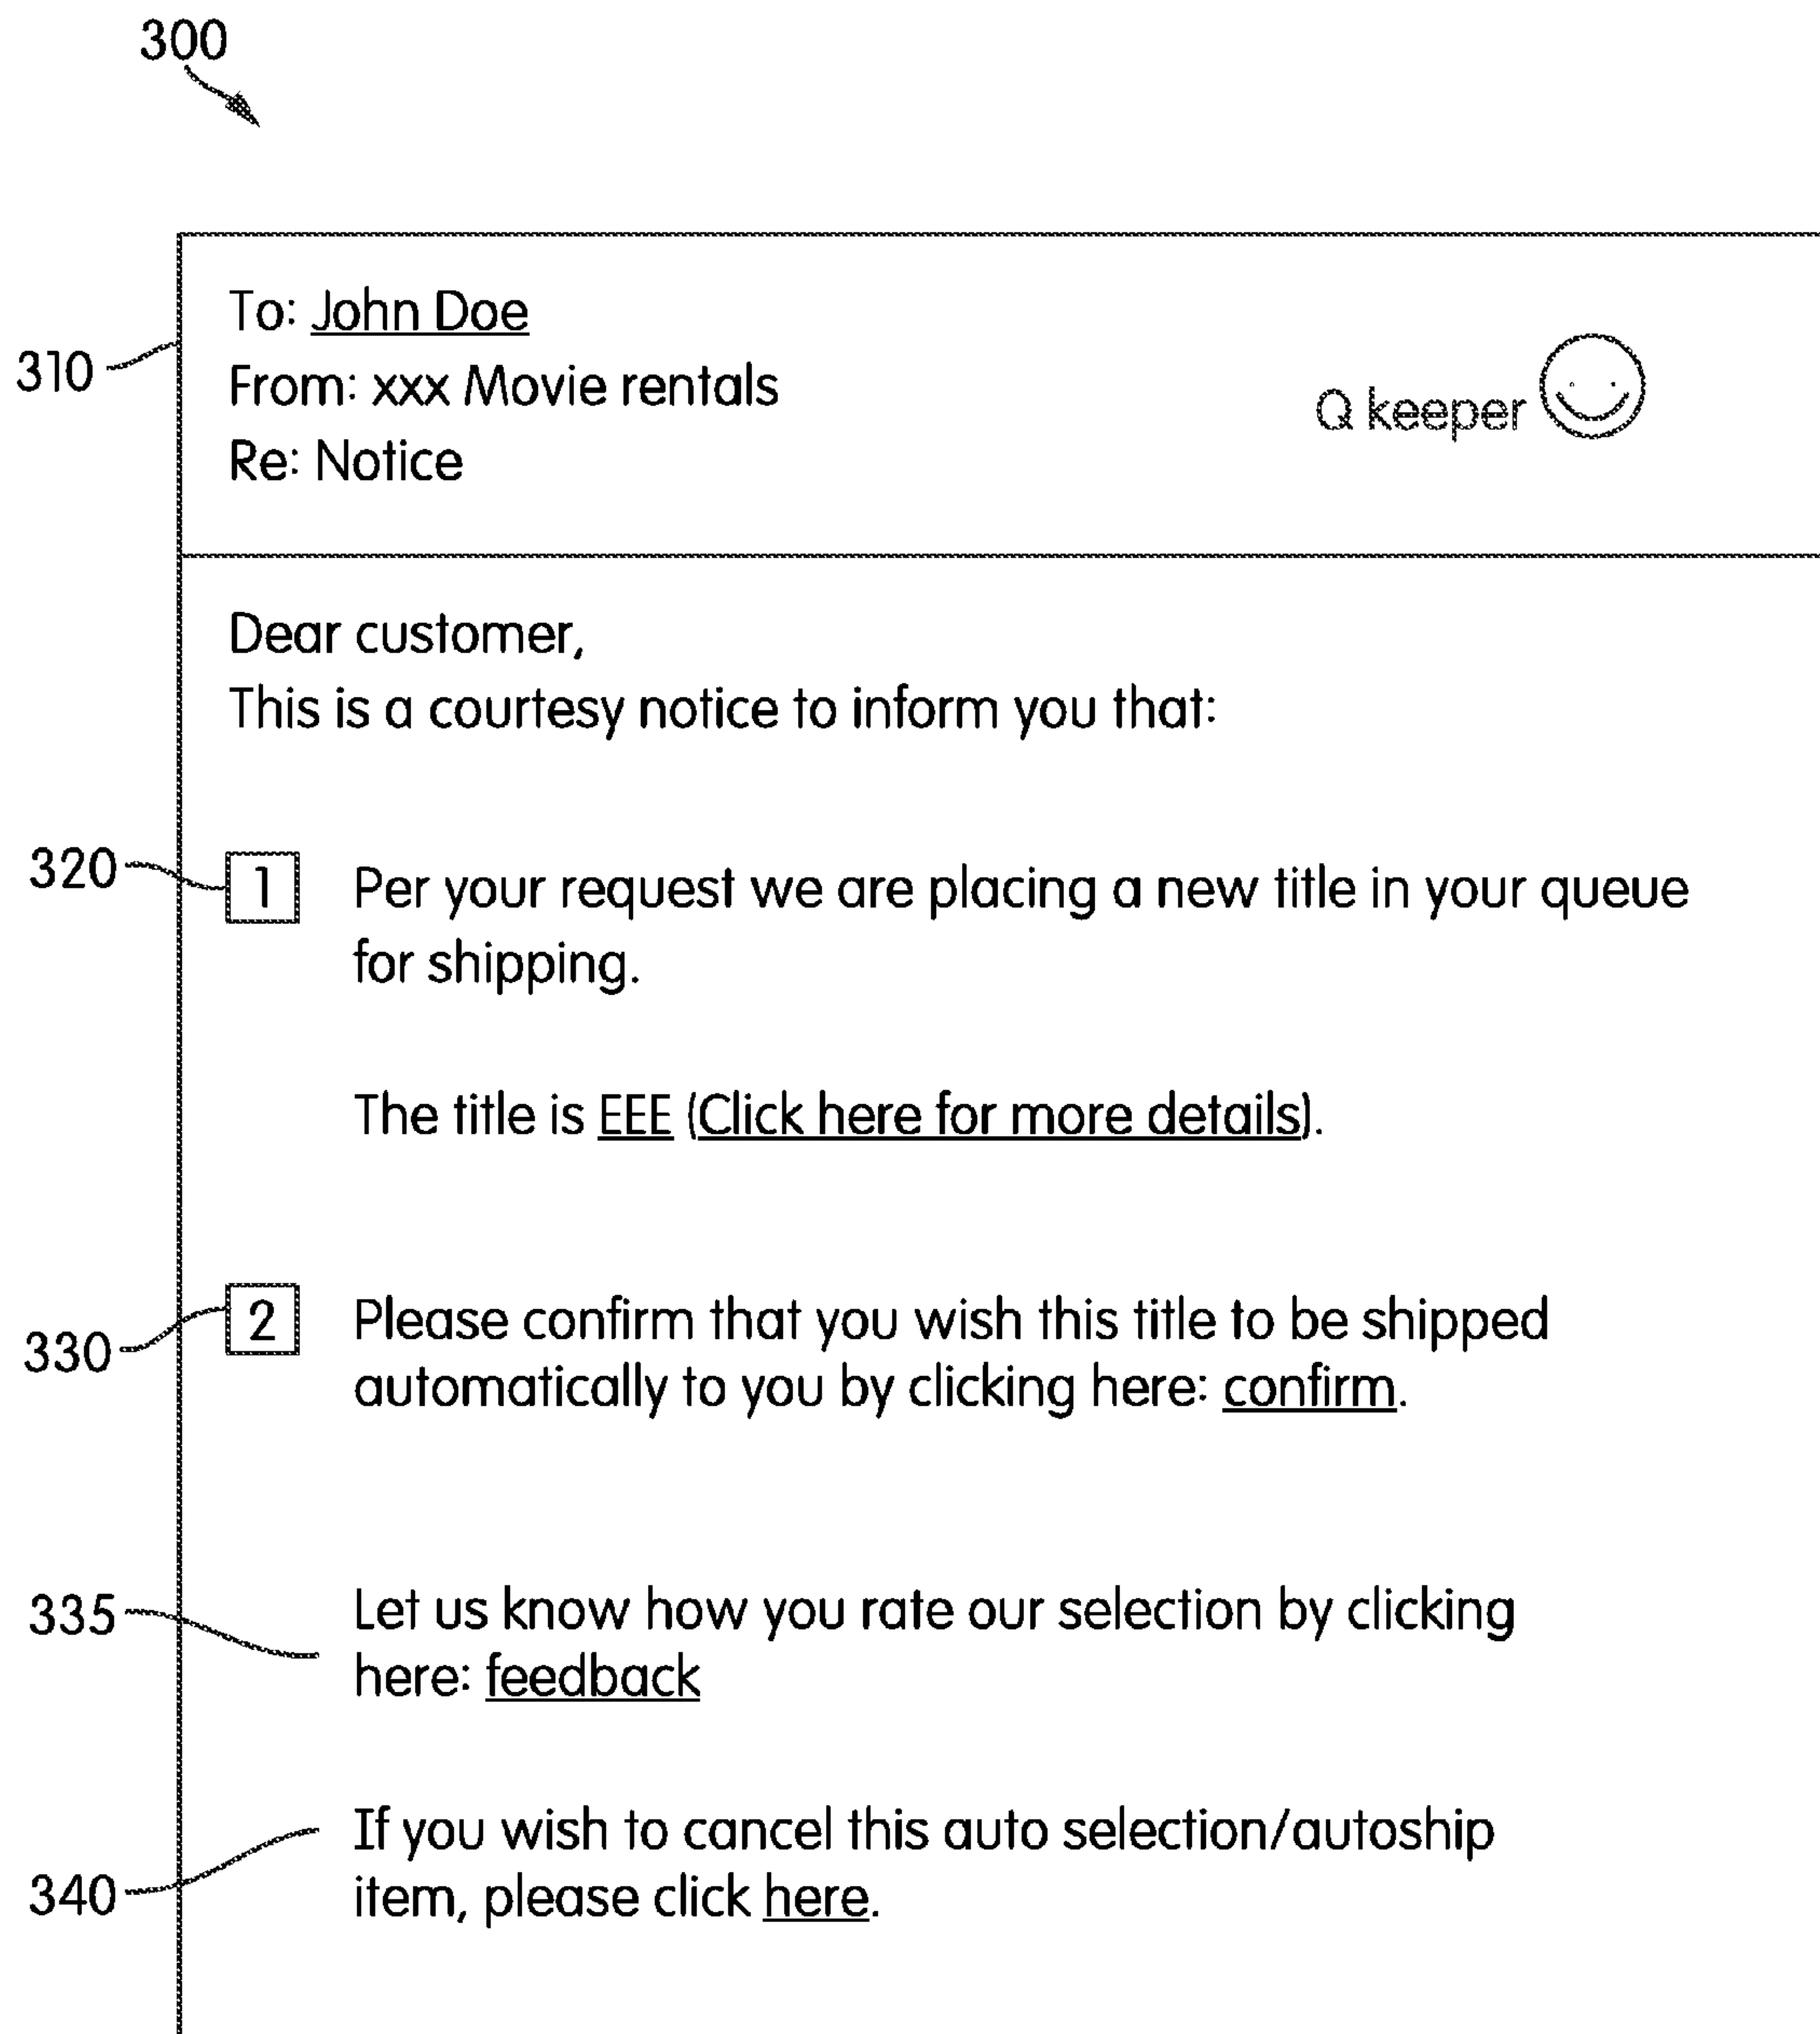 300
To: John Doe
310
From: xxx Movie rentals
Q keeper
Re: Notice
Dear customer,
This is a courtesy notice to inform you that:
320
1 Per your request we are placing a new title in your queue
for shipping.
The title is EEE (Click here for more details).
330
2 Please confirm that you wish this title to be shipped
automatically to you by clicking here: confirm.
335
Let us know how you rate our selection by clicking
here: feedback
340
If you wish to cancel this auto selection/autoship
item, please click here.